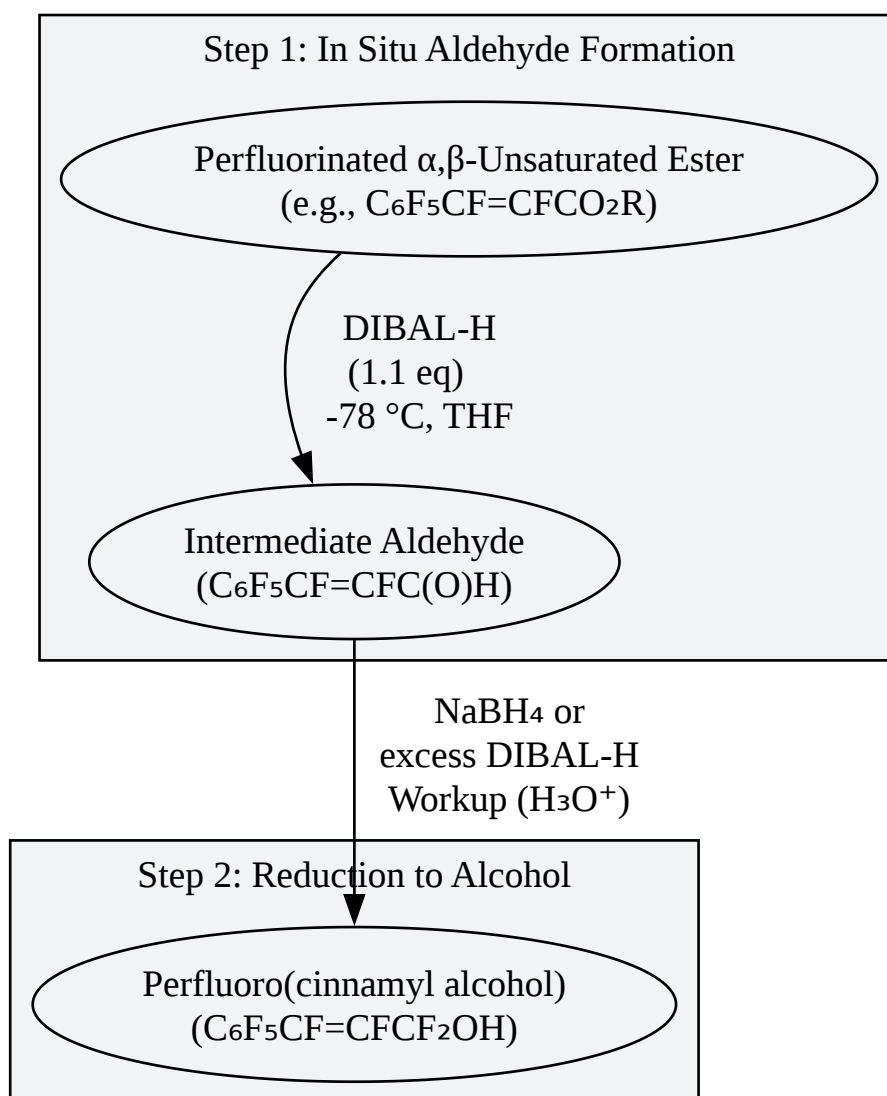 Step 1: In Situ Aldehyde Formation
Perfluorinated α,β-Unsaturated Ester
(e.g., C₆F₅CF=CFCO₂R)
DIBAL-H
(1.1 eq)
-78 °C, THF
Intermediate Aldehyde
(C₆F₅CF=CFC(O)H)
NaBH₄ or
excess DIBAL-H
Workup (H₃O⁺)
Step 2: Reduction to Alcohol
Perfluoro(cinnamyl alcohol)
(C₆F₅CF=CFCF₂OH)